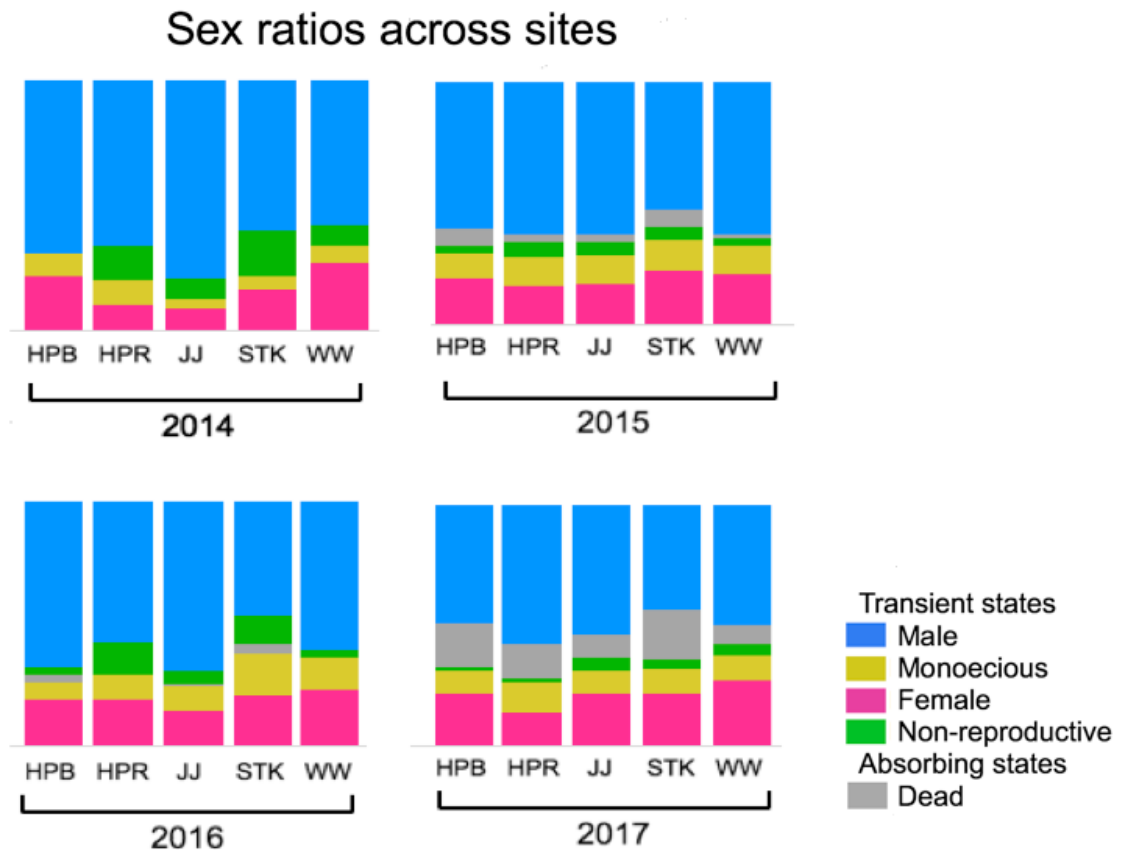 Sex ratios across sites
HPB HPR JJ STK WW
2014
HPB HPR JJ STK WW
2015
HPB HPR JJ STK WW
2016
HPB HPR JJ STK WW
2017
Transient states
Male
Monoecious
Female
Non-reproductive
Absorbing states
Dead